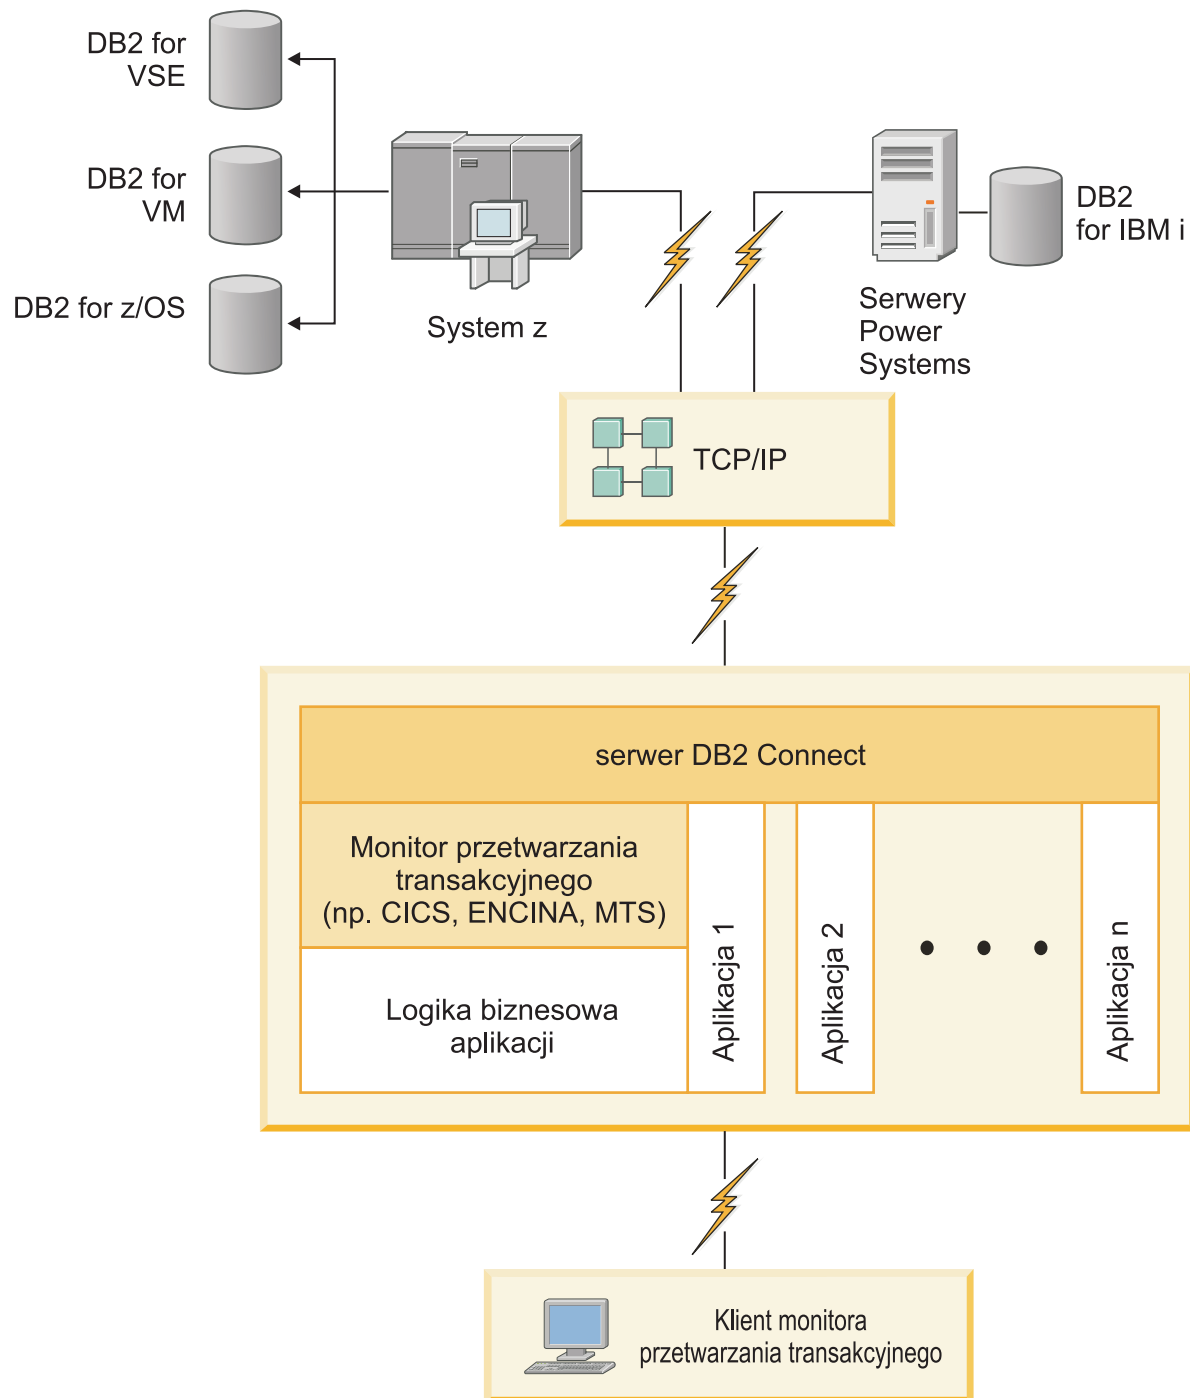 DB2 for
VSE
DB2 for
VM
DB2 for z/OS
System z
DB2
for IBM i
Serwery
Power
Systems
TCP/IP
serwer DB2 Connect
Monitor przetwarzania
transakcyjnego
(np. CICS, ENCINA, MTS)
Logika biznesowa
aplikacji
Aplikacja 1
Aplikacja 2
Aplikacja n
Klient monitora
przetwarzania transakcyjnego